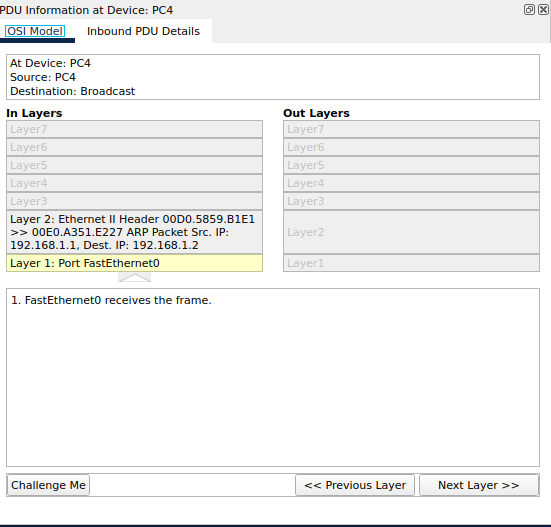 PDU Information at Device: PC4
OSI Model
Inbound PDU Details
At Device: PC4
Source: PC4
Destination: Broadcast
In Layers
Layer7
Layer6
Layer5
Layer4
Layer3
Layer 2: Ethernet II Header 00D0.5859.B1E1
>> 00E0.A351.E227 ARP Packet Src. IP:
192.168.1.1, Dest. IP: 192.168.1.2
Layer 1: Port FastEthernet0
Out Layers
Layer7
Layer6
Layer5
Layer4
Layer3
Layer2
Layer1
1. FastEthernet0 receives the frame.
Challenge Me
<< Previous Layer
Next Layer >>